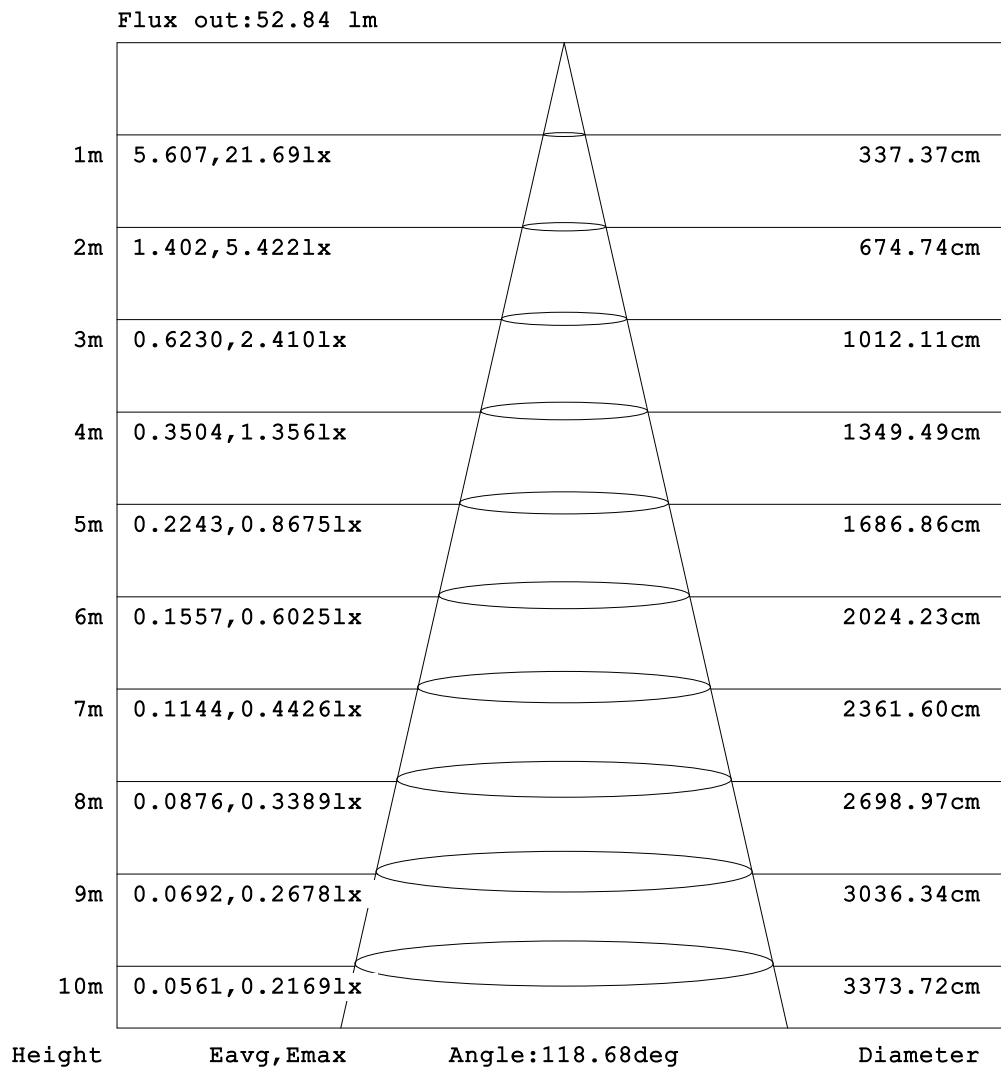 Flux out:52.84 lm
1m 5.607,21.69lx 337.37cm
2m 1.402,5.422lx 674.74cm
3m 0.6230,2.410lx 1012.11cm
4m 0.3504,1.356lx 1349.49cm
5m 0.2243,0.8675lx 1686.86cm
6m 0.1557,0.6025lx 2024.23cm
7m 0.1144,0.4426lx 2361.60cm
8m 0.0876,0.3389lx 2698.97cm
9m 0.0692,0.2678lx 3036.34cm
10m 0.0561,0.2169lx 3373.72cm
Height Eavg,Emax Angle:118.68deg Diameter